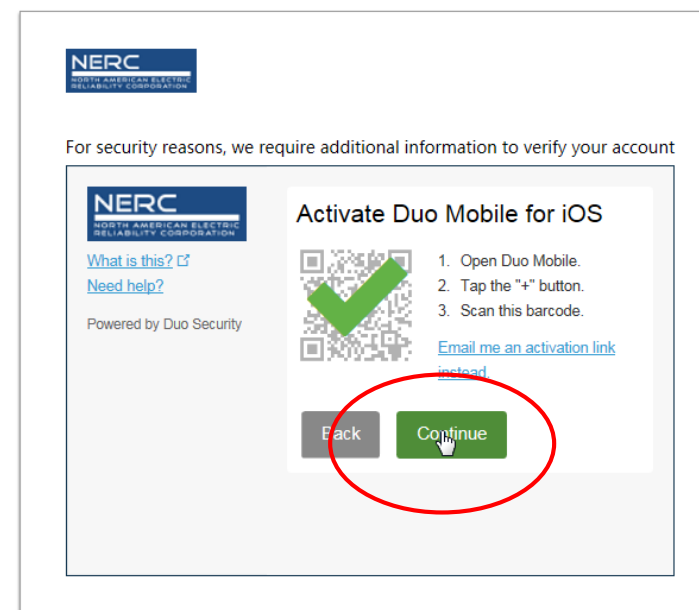 NERC
NORTH AMERICAN ELECTRIC
RELIABILITY CORPORATION
For security reasons, we require additional information to verify your account
NERC
NORTH AMERICAN ELECTRIC
RELIABILITY CORPORATION
What is this?
Need help?
Powered by Duo Security
Activate Duo Mobile for iOS
1. Open Duo Mobile.
2. Tap the "+" button.
3. Scan this barcode.
Email me an activation link
instead.
Back
Continue